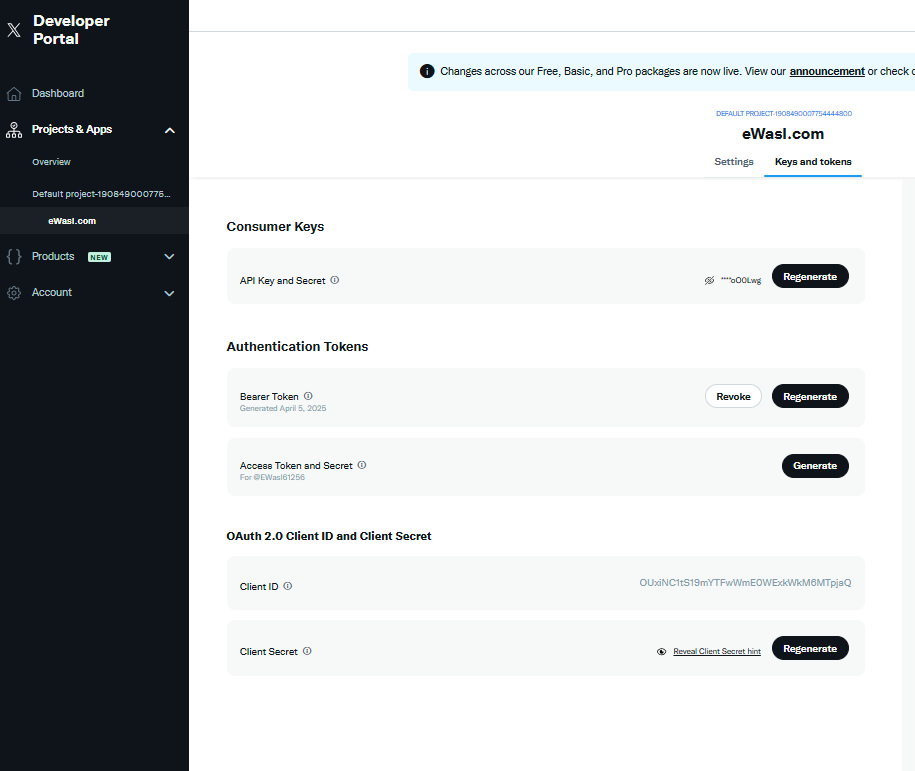 Developer
Portal
Dashboard
Projects & Apps
Overview
Default project-190849000775...
eWasl.com
Products NEW
Account
Changes across our Free, Basic, and Pro packages are now live. View our announcement or check
DEFAULT PROJECT-1908490007754444800
eWasl.com
Settings Keys and tokens
Consumer Keys
API Key and Secret ****oO0Lwg Regenerate
Authentication Tokens
Bearer Token Revoke Regenerate
Generated April 5, 2025
Access Token and Secret Generate
For @EWasl61256
OAuth 2.0 Client ID and Client Secret
Client ID OUxiNC1tS19mYTFwWmE0WExkWkM6MTpjaQ
Client Secret Reveal Client Secret hint Regenerate